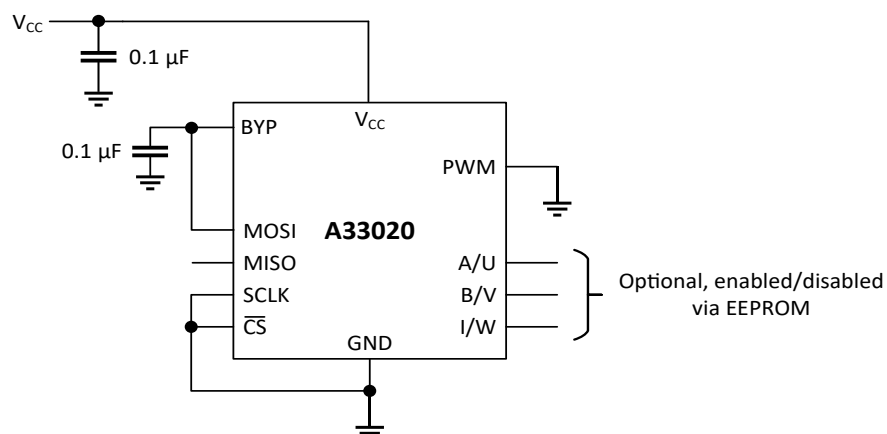 VCC
0.1 µF
BYP
VCC
0.1 µF
PWM
MOSI
A33020
MISO
A/U
SCLK
B/V
Optional, enabled/disabled
via EEPROM
CS
I/W
GND